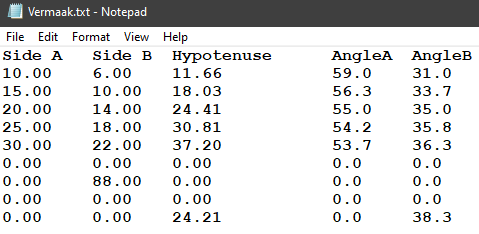 Vermaak.txt - Notepad
File Edit Format View Help
Side A Side B Hypotenuse AngleA AngleB
10.00 6.00 11.66 59.0 31.0
15.00 10.00 18.03 56.3 33.7
20.00 14.00 24.41 55.0 35.0
25.00 18.00 30.81 54.2 35.8
30.00 22.00 37.20 53.7 36.3
0.00 0.00 0.00 0.0 0.0
0.00 88.00 0.00 0.0 0.0
0.00 0.00 0.00 0.0 0.0
0.00 0.00 24.21 0.0 38.3